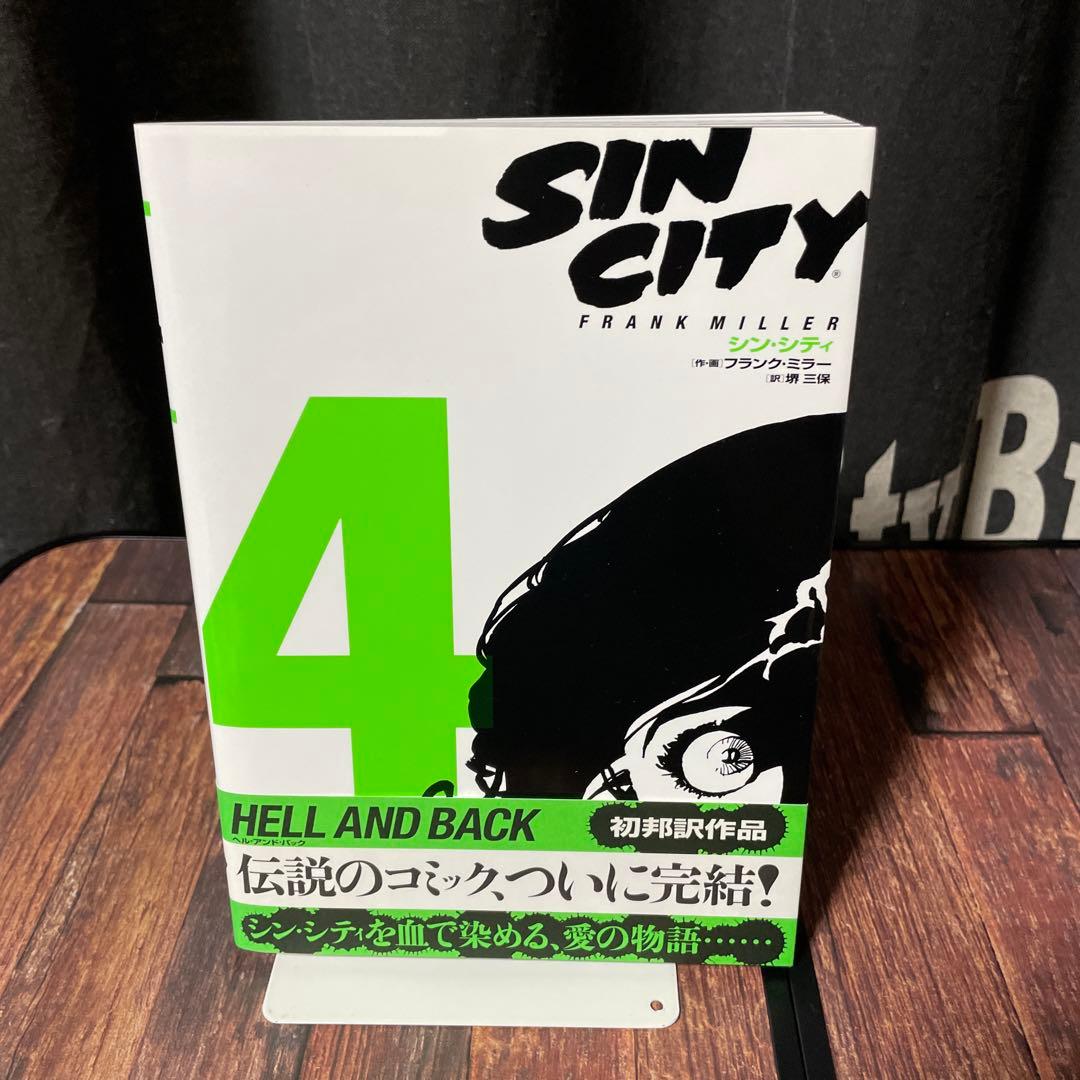 SIN
CITY®
FRANK MILLER
シン・シティ
[作・画]フランク・ミラー
[訳]堺 三保
4
HELL AND BACK
ヘル・アンド・バック
初邦訳作品
伝説のコミック、ついに完結!
シン・シティを血で染める、愛の物語……